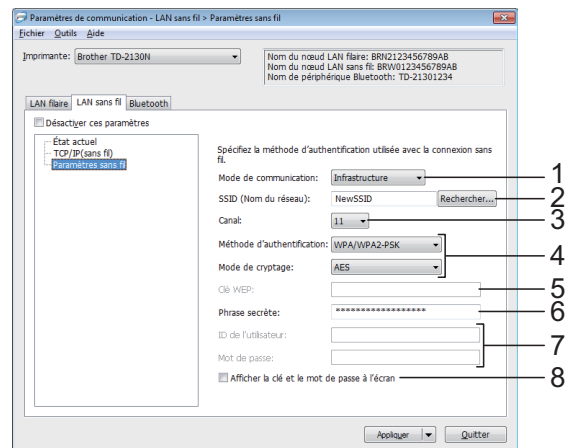 Paramètres de communication - LAN sans fil > Paramètres sans fil
Fichier Outils Aide
Imprimante: Brother TD-2130N
Nom du nœud LAN filaire: BRN2123456789AB
Nom du nœud LAN sans fil: BRW0123456789AB
Nom de périphérique Bluetooth: TD-21301234
LAN filaire LAN sans fil Bluetooth
Désactiver ces paramètres
État actuel
TCP/IP(sans fil)
Paramètres sans fil
Spécifiez la méthode d'authentification utilisée avec la connexion sans
fil.
Mode de communication: Infrastructure 1
SSID (Nom du réseau): NewSSID Rechercher... 2
Canal: 11 3
Méthode d'authentification: WPA/WPA2-PSK
4
Mode de cryptage: AES
Clé WEP: 5
Phrase secrète: ****************** 6
ID de l'utilisateur:
7
Mot de passe:
Afficher la clé et le mot de passe à l'écran 8
Appliquer Quitter